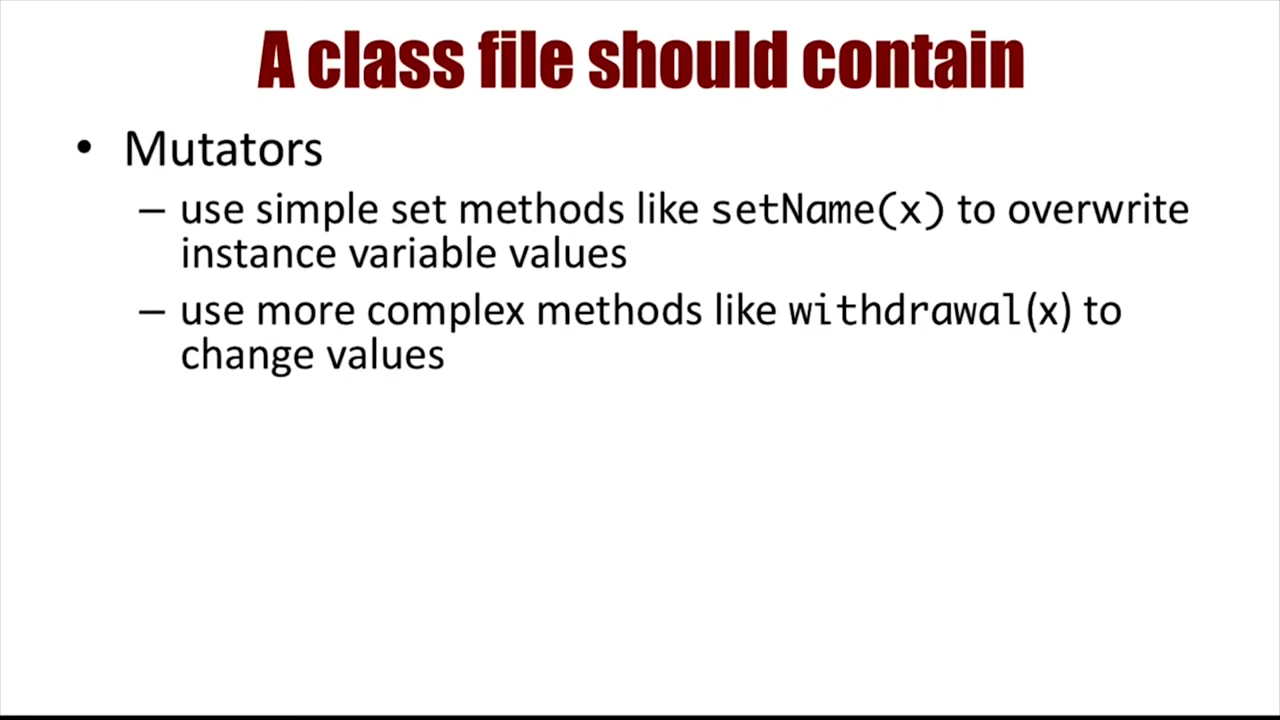 A class file should contain
• Mutators
– use simple set methods like setName(x) to overwrite
instance variable values
– use more complex methods like withdrawal(x) to
change values